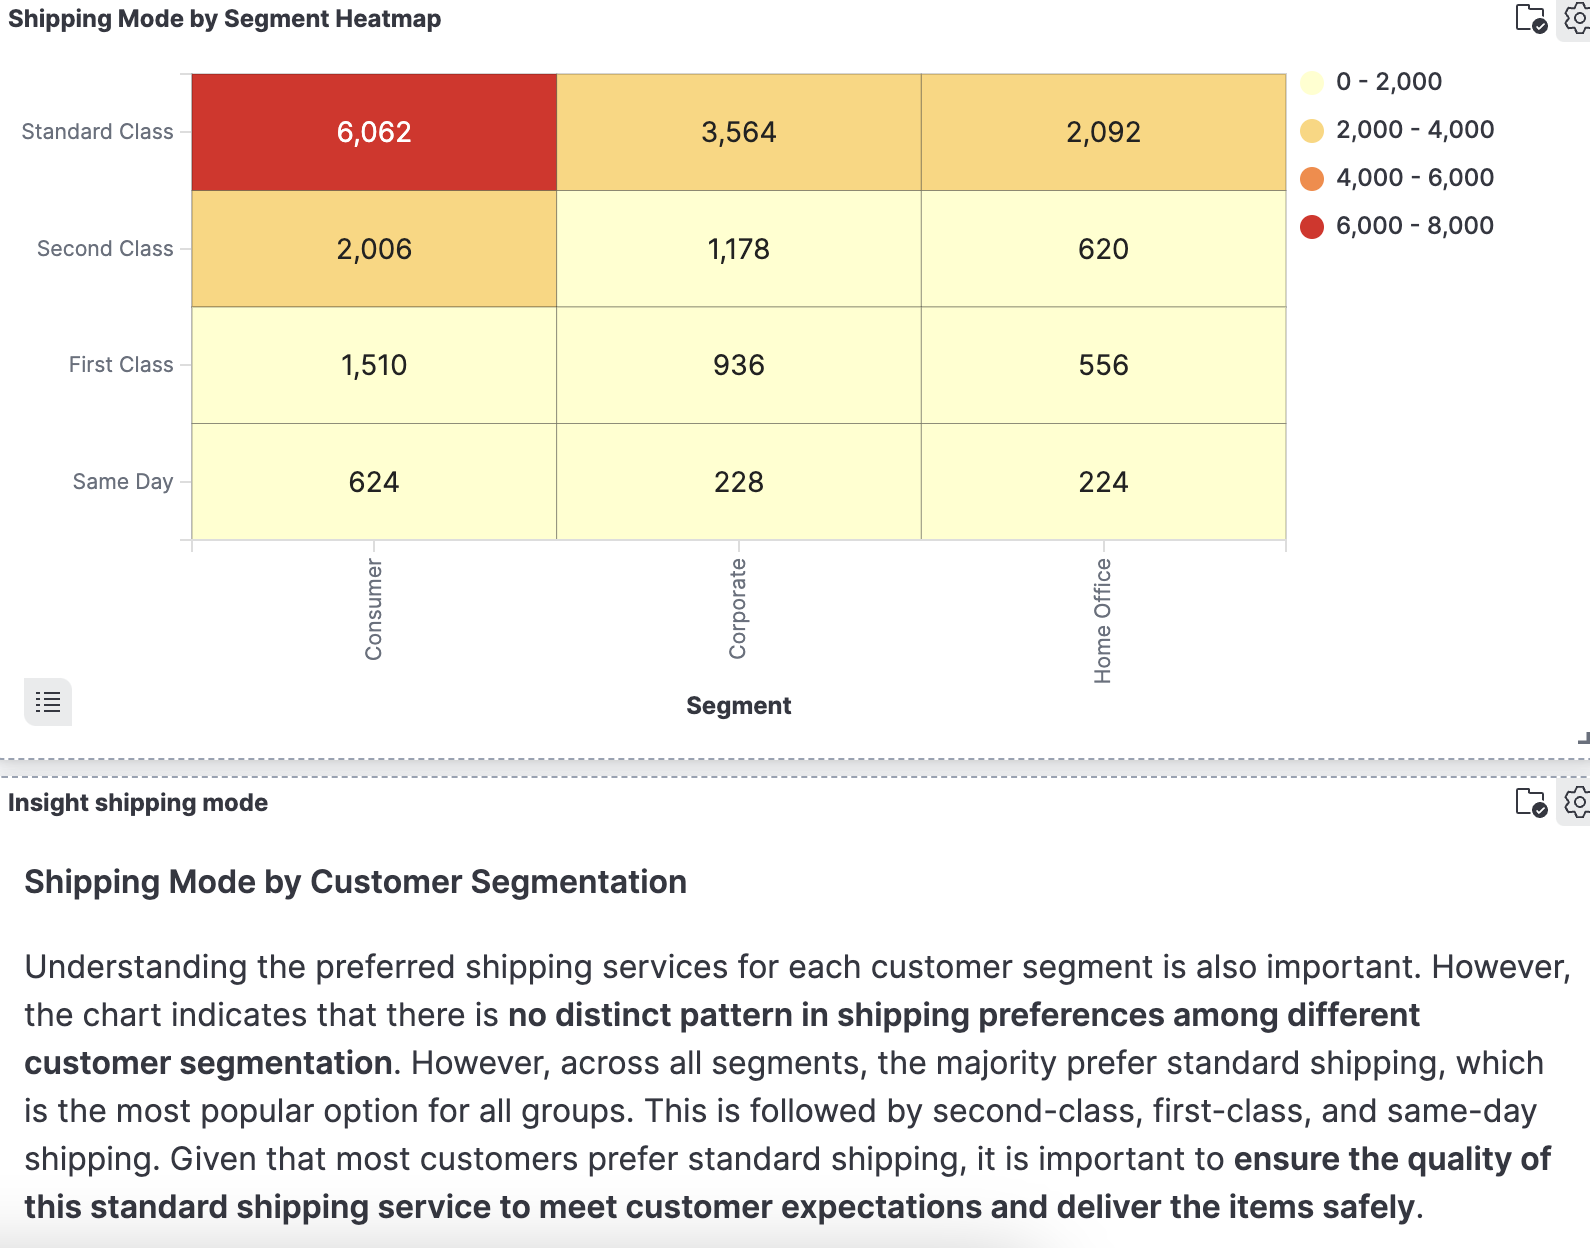 Shipping Mode by Segment Heatmap
0 - 2,000
2,000 - 4,000
4,000 - 6,000
6,000 - 8,000
Standard Class 6,062 3,564 2,092
Second Class 2,006 1,178 620
First Class 1,510 936 556
Same Day 624 228 224
Consumer Corporate Home Office
Segment
Insight shipping mode
Shipping Mode by Customer Segmentation
Understanding the preferred shipping services for each customer segment is also important. However,
the chart indicates that there is no distinct pattern in shipping preferences among different
customer segmentation. However, across all segments, the majority prefer standard shipping, which
is the most popular option for all groups. This is followed by second-class, first-class, and same-day
shipping. Given that most customers prefer standard shipping, it is important to ensure the quality of
this standard shipping service to meet customer expectations and deliver the items safely.